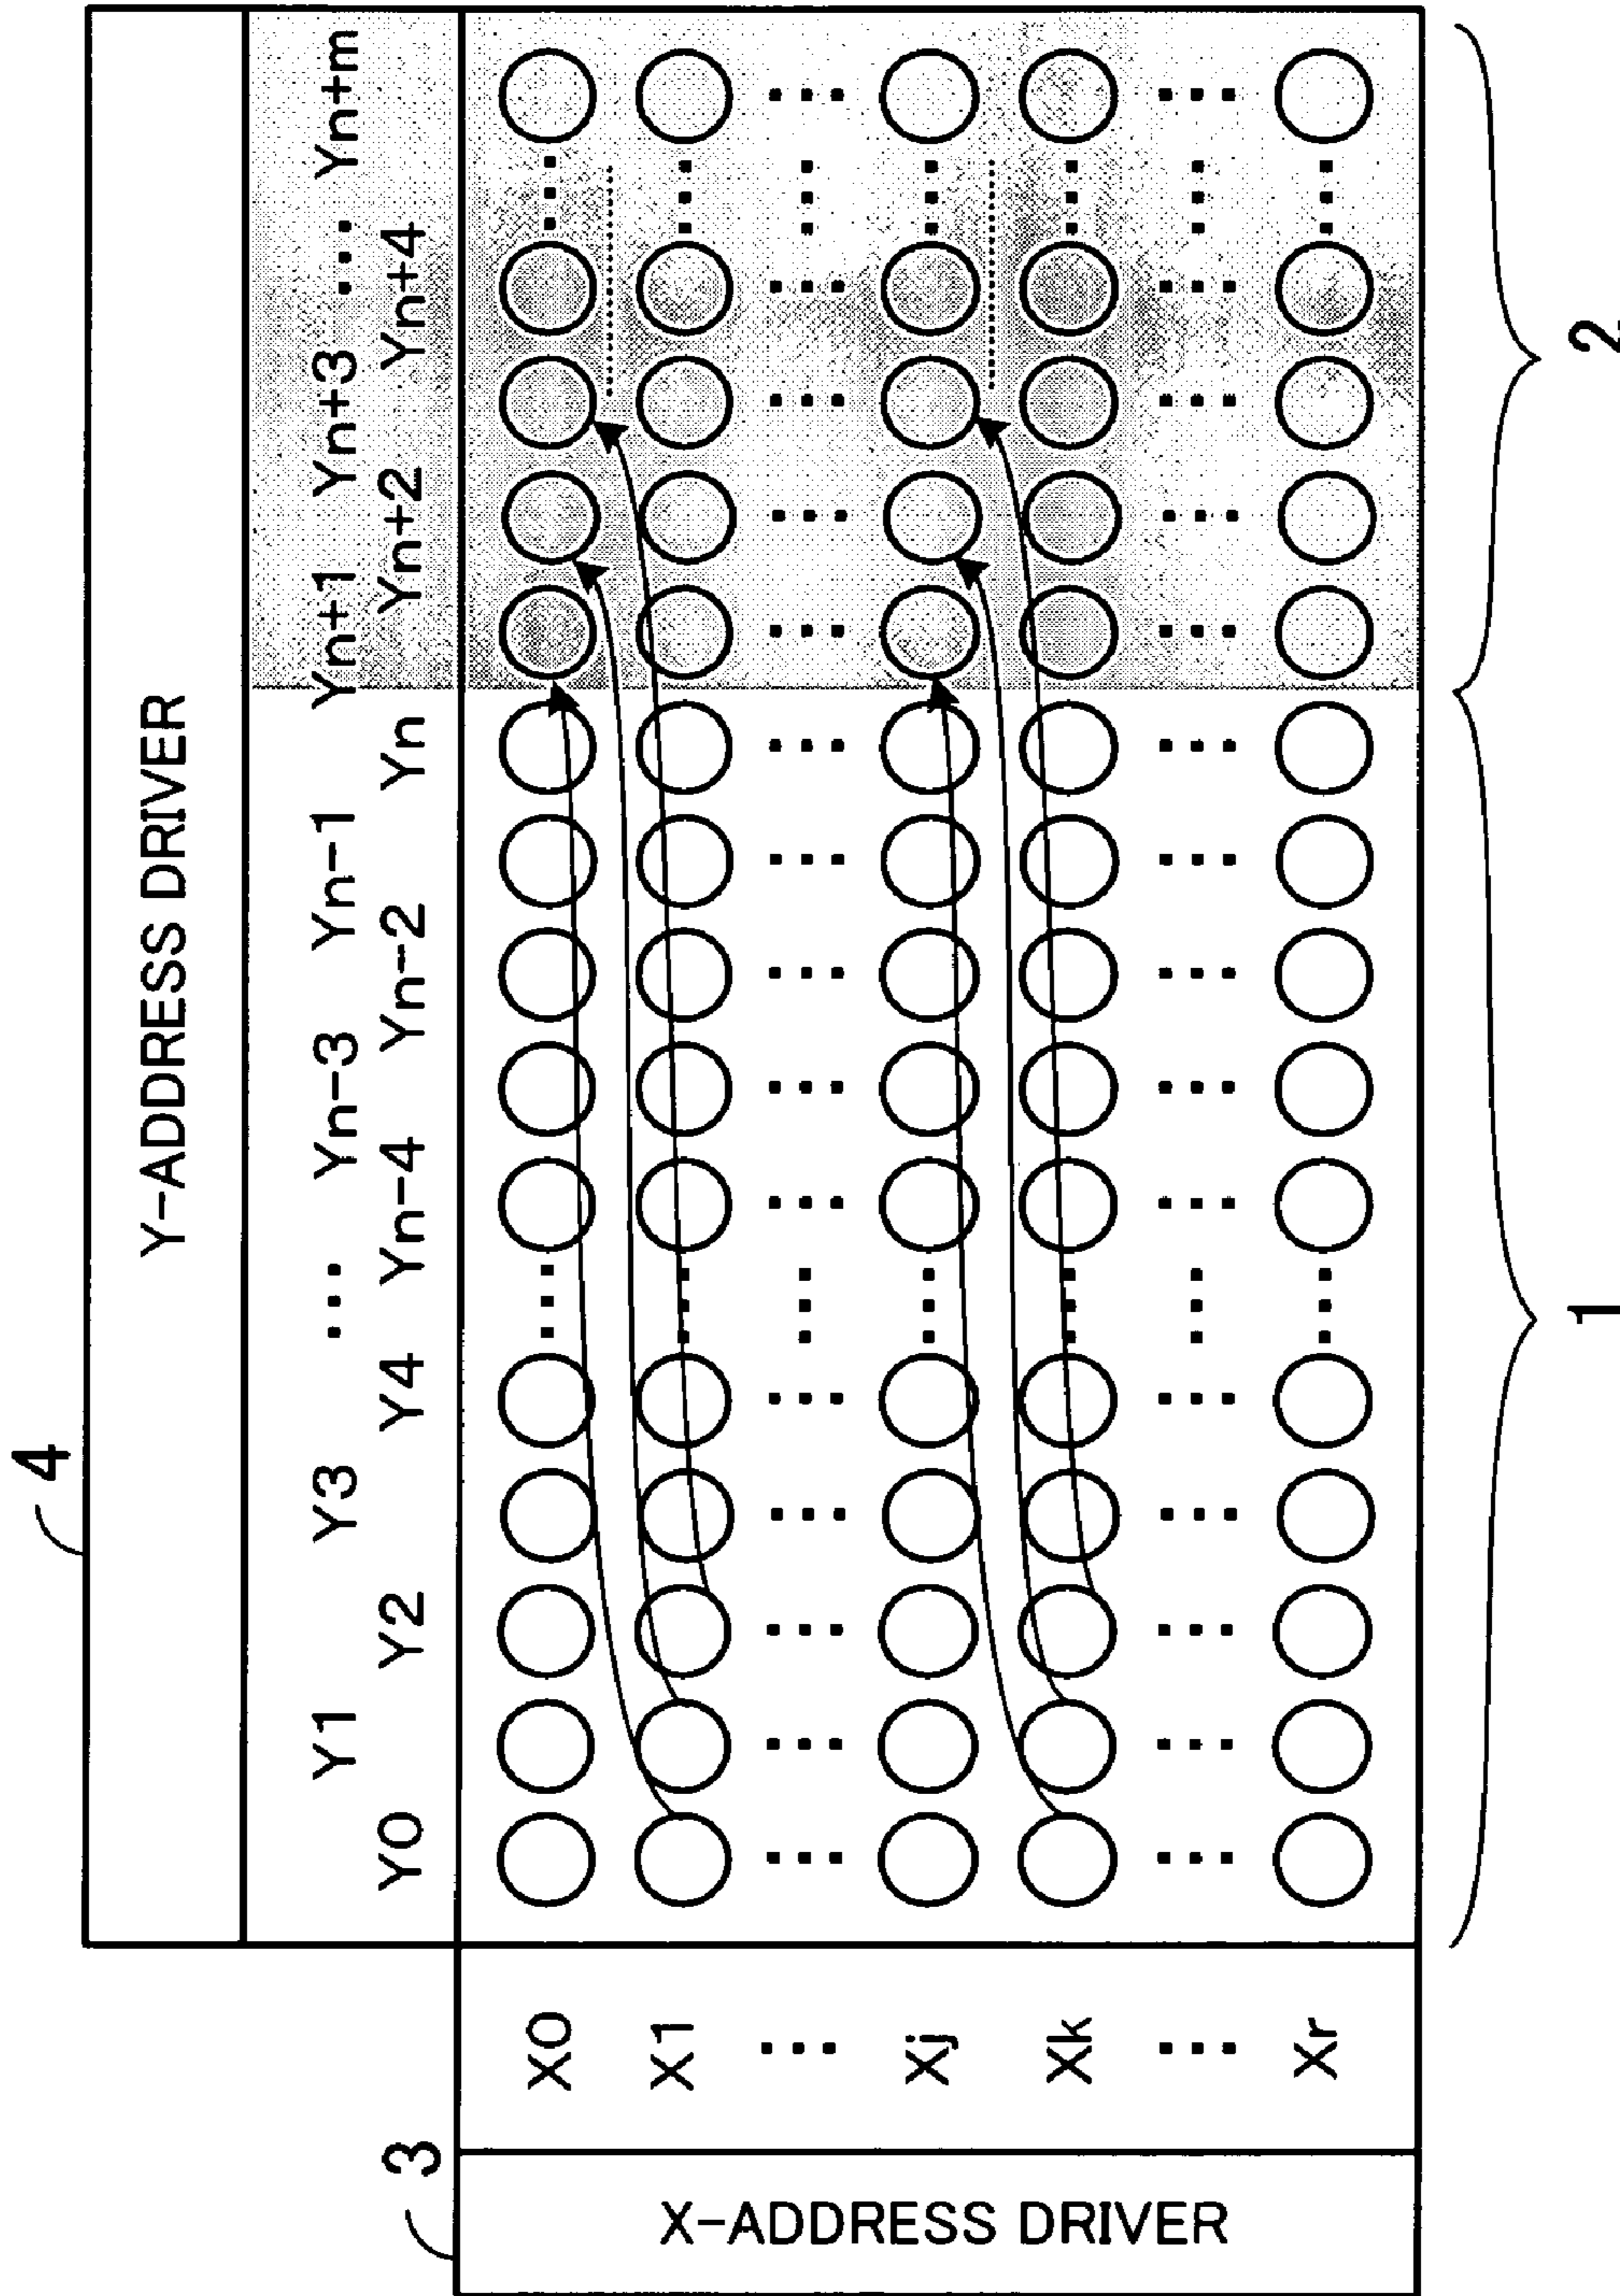 4
Y-ADDRESS DRIVER
Y1 Y3 ... Yn-3 Yn-1 Yn+1 Yn+3 ... Yn+m
Y0 Y2 Y4 Yn-4 Yn-2 Yn Yn+2 Yn+4
3
X-ADDRESS DRIVER
X0
X1
...
Xj
Xk
...
Xr
1 2